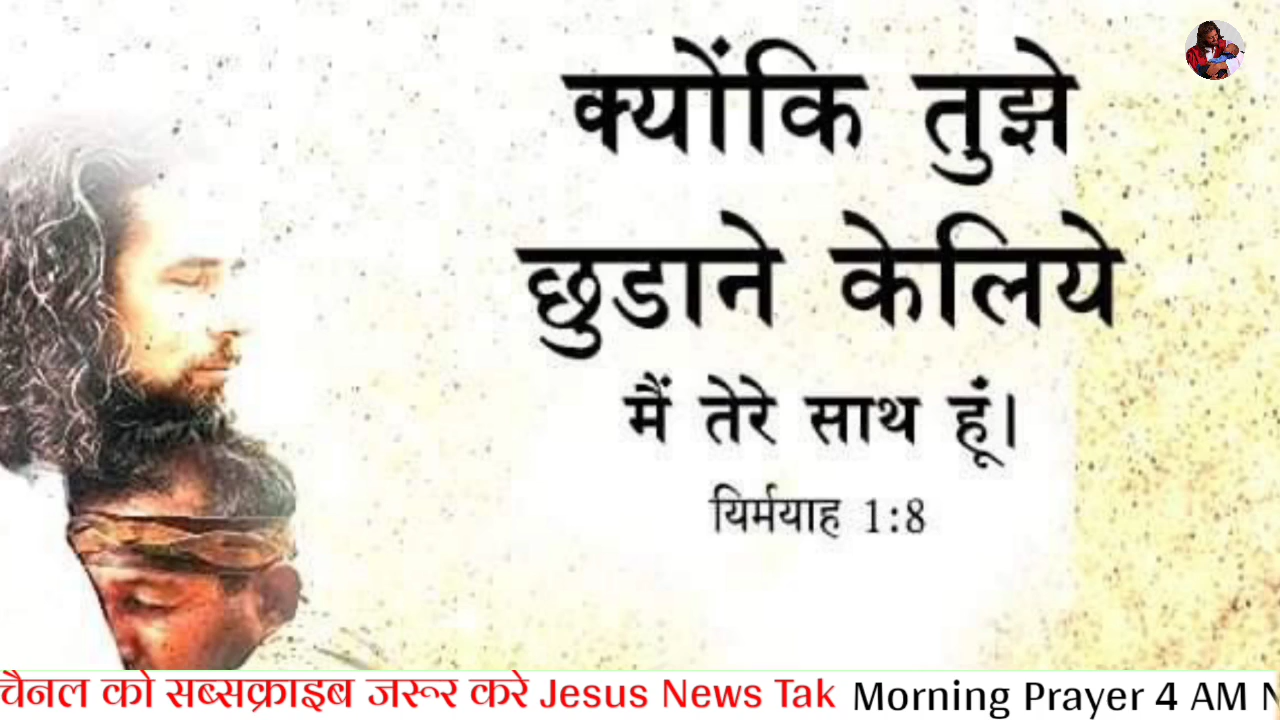 क्योंकि तुझे
छुडाने केलिये
मैं तेरे साथ हूं।
यिर्मयाह 1:8
चैनल को सब्सक्राइब जरूर करे Jesus News Tak Morning Prayer 4 AM